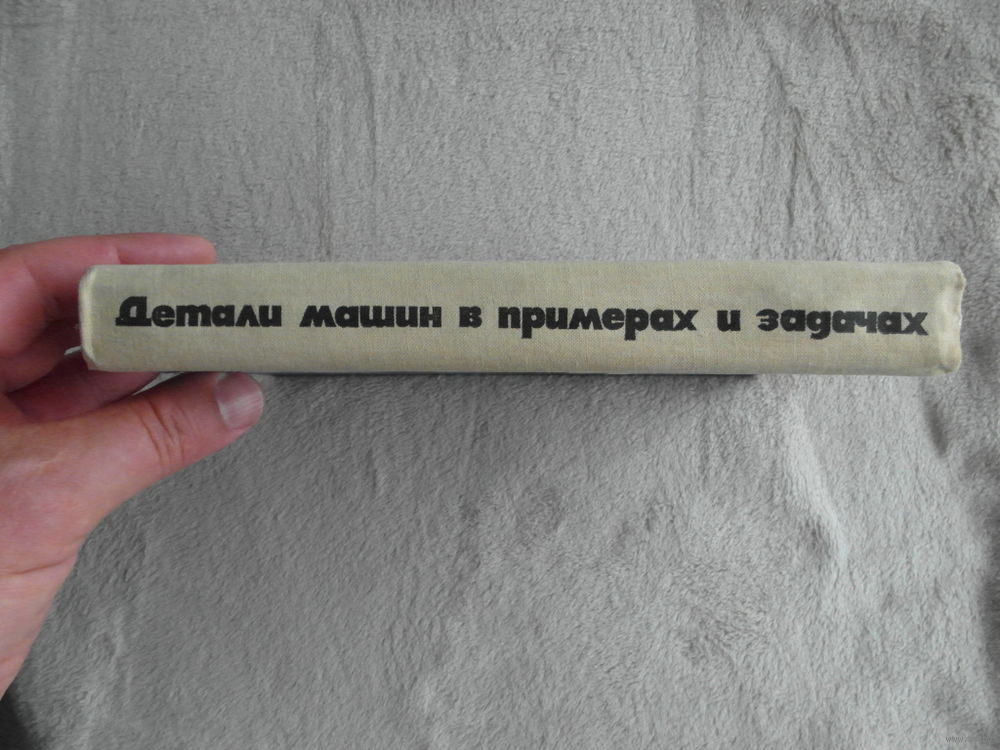 Детали машин в примерах и задачах